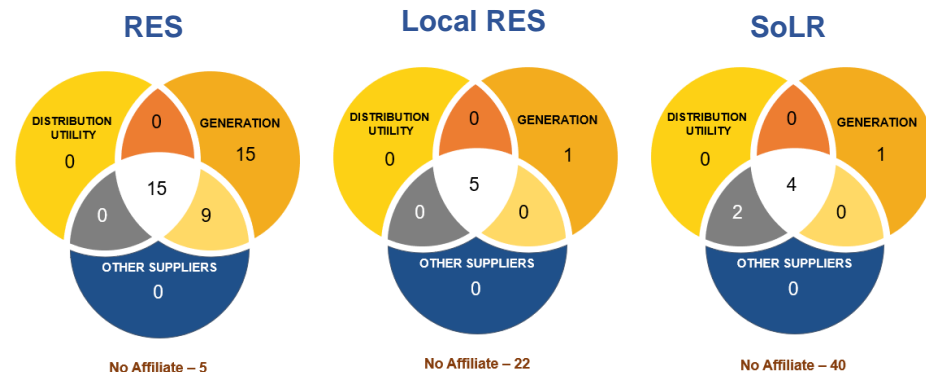 RES
DISTRIBUTION
UTIILITY
0
0
GENERATION
15
15
0
9
OTHER SUPPLIERS
0
No Affiliate – 5
Local RES
DISTRIBUTION
UTILITY
0
0
GENERATION
1
5
0
0
OTHER SUPPLIERS
0
No Affiliate – 22
SoLR
DISTRIBUTION
UTILITY
0
0
GENERATION
1
4
2
0
OTHER SUPPLIERS
0
No Affiliate – 40